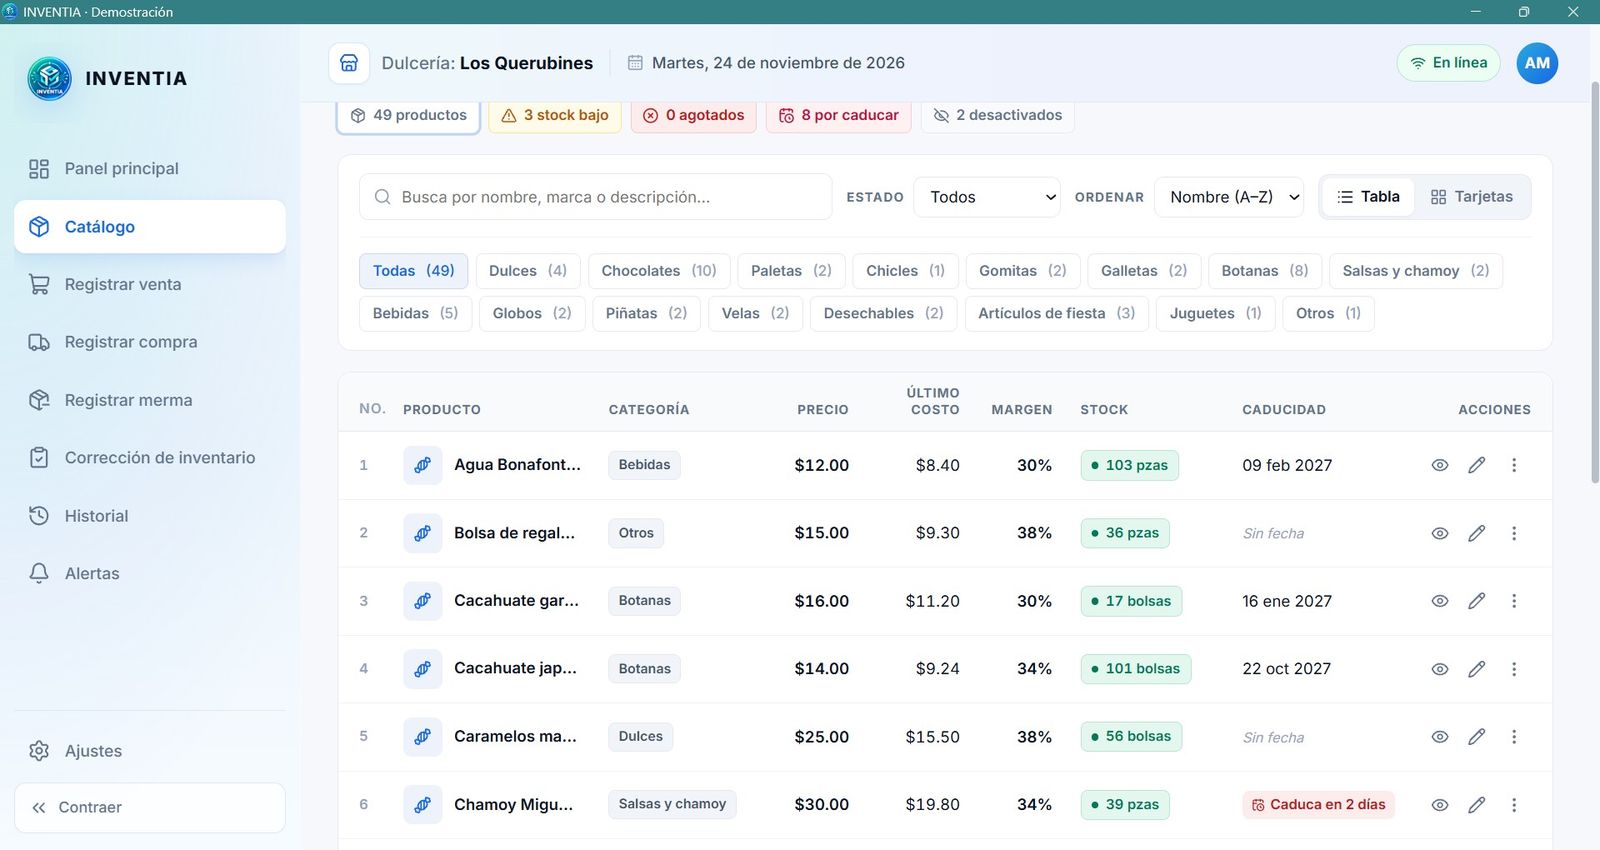 INVENTIA · Demostración
INVENTIA
INVENTIA
Dulcería: Los Querubines
Martes, 24 de noviembre de 2026
En línea
AM
Panel principal
Catálogo
Registrar venta
Registrar compra
Registrar merma
Corrección de inventario
Historial
Alertas
Ajustes
Contraer
49 productos 3 stock bajo 0 agotados 8 por caducar 2 desactivados
Busca por nombre, marca o descripción... ESTADO Todos ORDENAR Nombre (A–Z) Tabla Tarjetas
Todas (49) Dulces (4) Chocolates (10) Paletas (2) Chicles (1) Gomitas (2) Galletas (2) Botanas (8) Salsas y chamoy (2)
Bebidas (5) Globos (2) Piñatas (2) Velas (2) Desechables (2) Artículos de fiesta (3) Juguetes (1) Otros (1)
NO. PRODUCTO CATEGORÍA PRECIO ÚLTIMO COSTO MARGEN STOCK CADUCIDAD ACCIONES
1 Agua Bonafont... Bebidas $12.00 $8.40 30% 103 pzas 09 feb 2027
2 Bolsa de regal... Otros $15.00 $9.30 38% 36 pzas Sin fecha
3 Cacahuate gar... Botanas $16.00 $11.20 30% 17 bolsas 16 ene 2027
4 Cacahuate jap... Botanas $14.00 $9.24 34% 101 bolsas 22 oct 2027
5 Caramelos ma... Dulces $25.00 $15.50 38% 56 bolsas Sin fecha
6 Chamoy Migu... Salsas y chamoy $30.00 $19.80 34% 39 pzas Caduca en 2 días